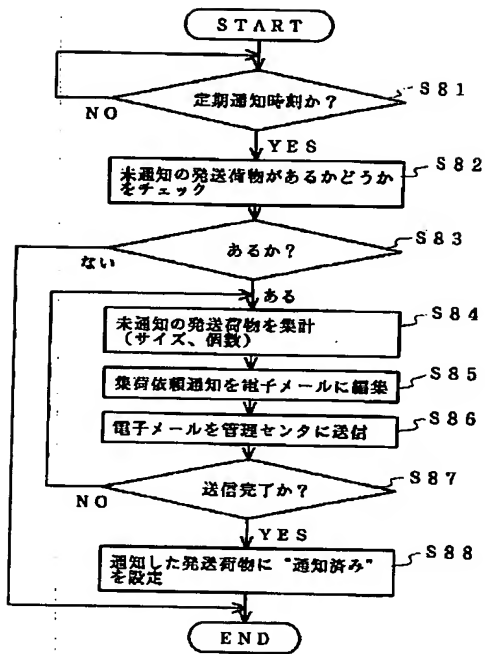 START
定期通知時刻か?
S81
NO
YES
未通知の発送荷物があるかどうか
をチェック
S82
あるか?
S83
ない
ある
未通知の発送荷物を集計
(サイズ、個数)
S84
集荷依頼通知を電子メールに編集
S85
電子メールを管理センタに送信
S86
送信完了か?
S87
NO
YES
通知した発送荷物に“通知済み”
を設定
S88
END